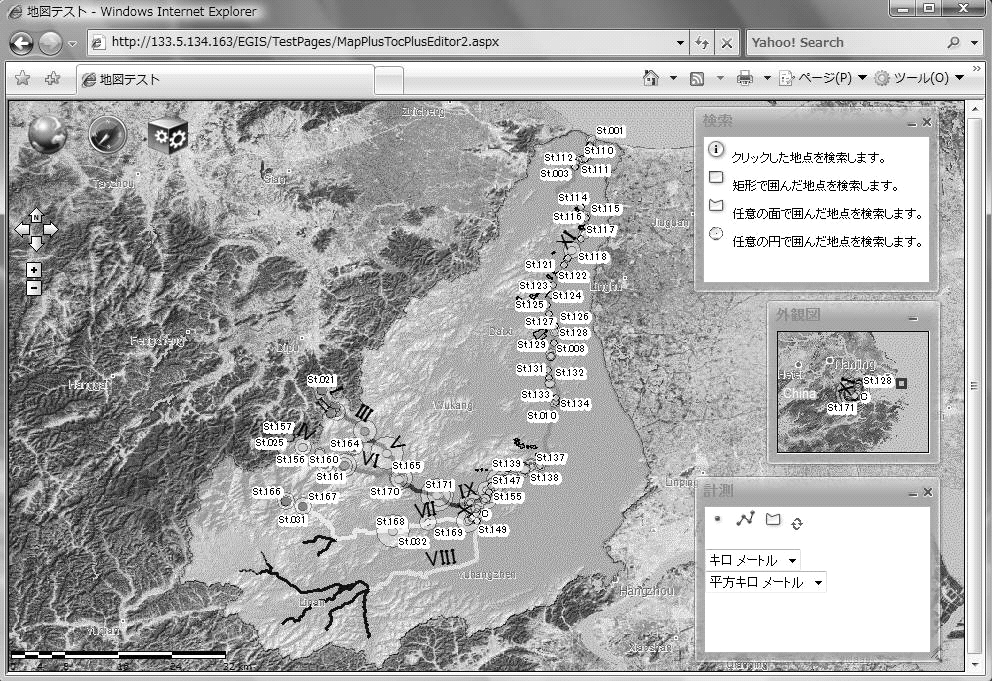 地図テスト - Windows Internet Explorer
http://133.5.134.163/EGIS/TestPages/MapPlusTocPlusEditor2.aspx
Yahoo! Search
地図テスト
ページ(P)
ツール(O)
検索
クリックした地点を検索します。
矩形で囲んだ地点を検索します。
任意の面で囲んだ地点を検索します。
任意の円で囲んだ地点を検索します。
外観図
Nanjing
Hefei
China
St.128
C
St.171
計測
キロ メートル
平方キロ メートル
N
+
-
St.001
St.110
St.112
St.111
St.003
St.114
St.115
St.116
St.117
XI
St.118
St.121
St.122
St.123
St.124
St.125
St.126
St.127
St.128
St.129
St.008
St.131
St.132
St.133
St.134
St.010
St.021
II
III
St.157
IV
St.025
St.164
V
St.156
St.160
VI
St.161
St.165
St.137
St.139
St.138
St.170
St.171
IX
St.147
St.155
St.166
St.167
VII
X
C
St.031
St.168
St.169
St.149
St.032
VIII
Wukang
Hangzhou
Linan
Yuhangzhen
Deqi
32 km